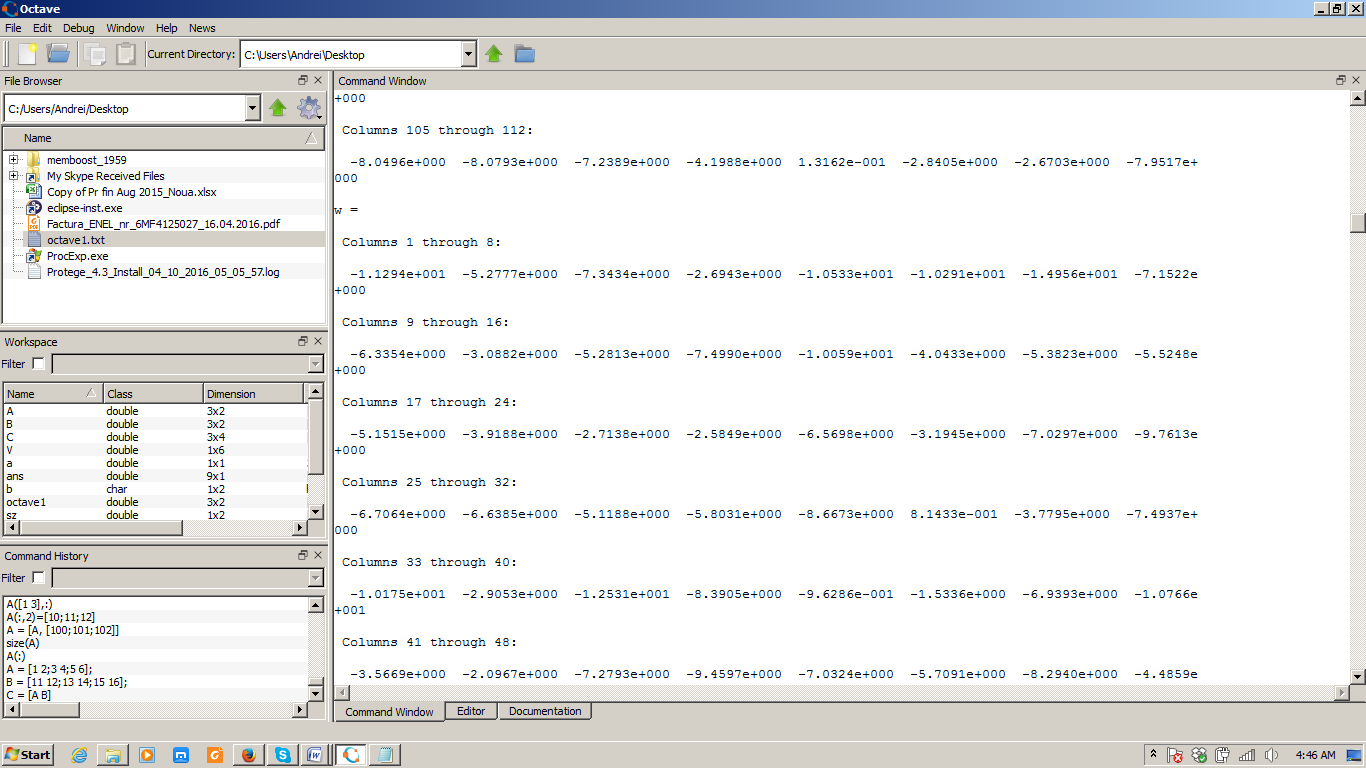 Octave
File Edit Debug Window Help News
Current Directory: C:\Users\Andrei\Desktop
File Browser
C:/Users/Andrei/Desktop
Name
memboost_1959
My Skype Received Files
Copy of Pr fin Aug 2015_Noua.xlsx
eclipse-inst.exe
Factura_ENEL_nr_6MF4125027_16.04.2016.pdf
octave1.txt
ProcExp.exe
Protege_4.3_Install_04_10_2016_05_05_57.log
Workspace
Filter
Name Class Dimension
A double 3x2
B double 3x2
C double 3x4
V double 1x6
a double 1x1
ans double 9x1
b char 1x2
octave1 double 3x2
sz double 1x2
Command History
Filter
A([1 3],:)
A(:,2)=[10;11;12]
A = [A, [100;101;102]]
size(A)
A(:)
A = [1 2;3 4;5 6];
B = [11 12;13 14;15 16];
C = [A B]
Command Window
+000
Columns 105 through 112:
-8.0496e+000 -8.0793e+000 -7.2389e+000 -4.1988e+000 1.3162e-001 -2.8405e+000 -2.6703e+000 -7.9517e+
000
w =
Columns 1 through 8:
-1.1294e+001 -5.2777e+000 -7.3434e+000 -2.6943e+000 -1.0533e+001 -1.0291e+001 -1.4956e+001 -7.1522e
+000
Columns 9 through 16:
-6.3354e+000 -3.0882e+000 -5.2813e+000 -7.4990e+000 -1.0059e+001 -4.0433e+000 -5.3823e+000 -5.5248e
+000
Columns 17 through 24:
-5.1515e+000 -3.9188e+000 -2.7138e+000 -2.5849e+000 -6.5698e+000 -3.1945e+000 -7.0297e+000 -9.7613e
+000
Columns 25 through 32:
-6.7064e+000 -6.6385e+000 -5.1188e+000 -5.8031e+000 -8.6673e+000 8.1433e-001 -3.7795e+000 -7.4937e+
000
Columns 33 through 40:
-1.0175e+001 -2.9053e+000 -1.2531e+001 -8.3905e+000 -9.6286e-001 -1.5336e+000 -6.9393e+000 -1.0766e
+001
Columns 41 through 48:
-3.5669e+000 -2.0967e+000 -7.2793e+000 -9.4597e+000 -7.0324e+000 -5.7091e+000 -8.2940e+000 -4.4859e
Command Window Editor Documentation
Start
4:46 AM